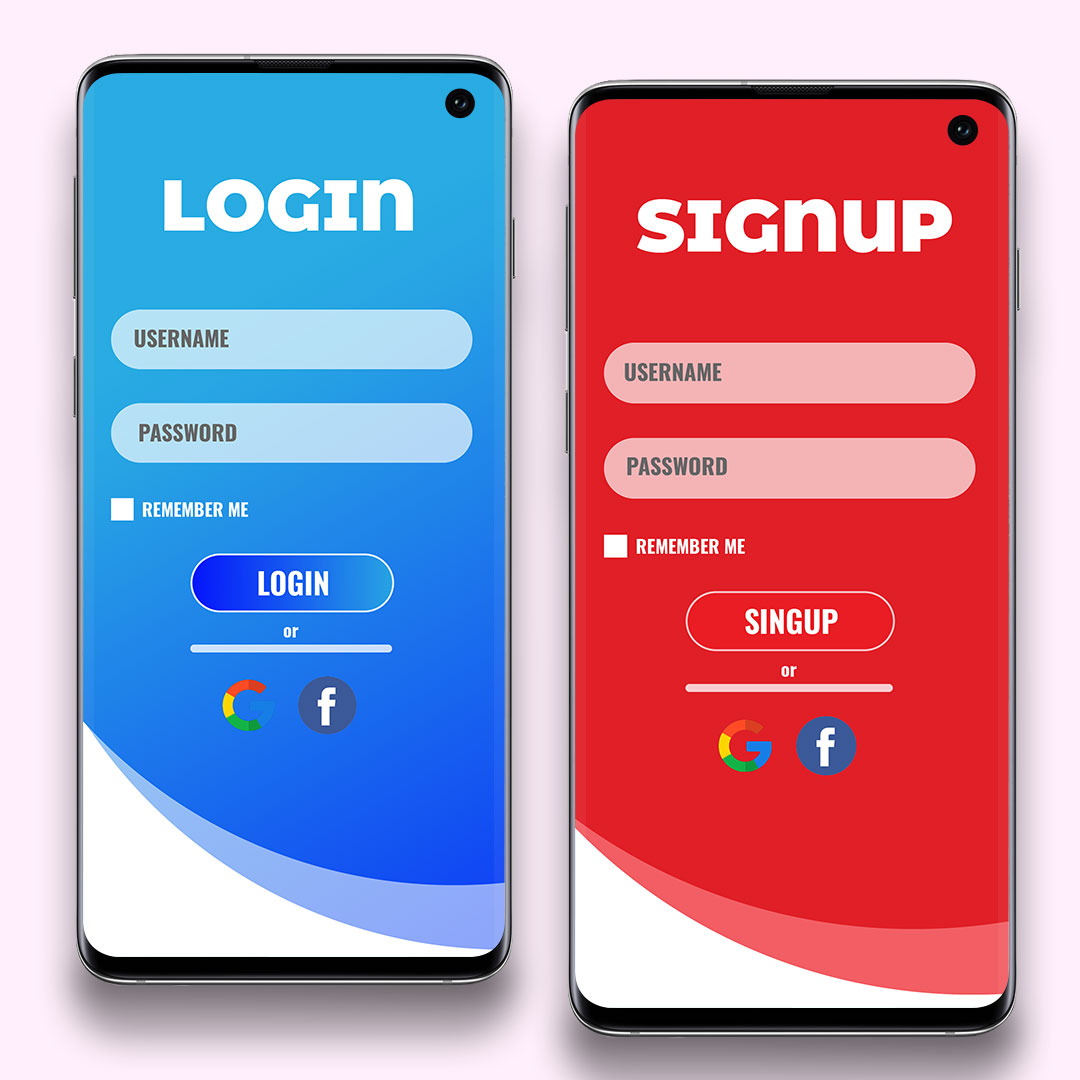 LOGIN
USERNAME
PASSWORD
REMEMBER ME
LOGIN
or
SIGNUP
USERNAME
PASSWORD
REMEMBER ME
SINGUP
or